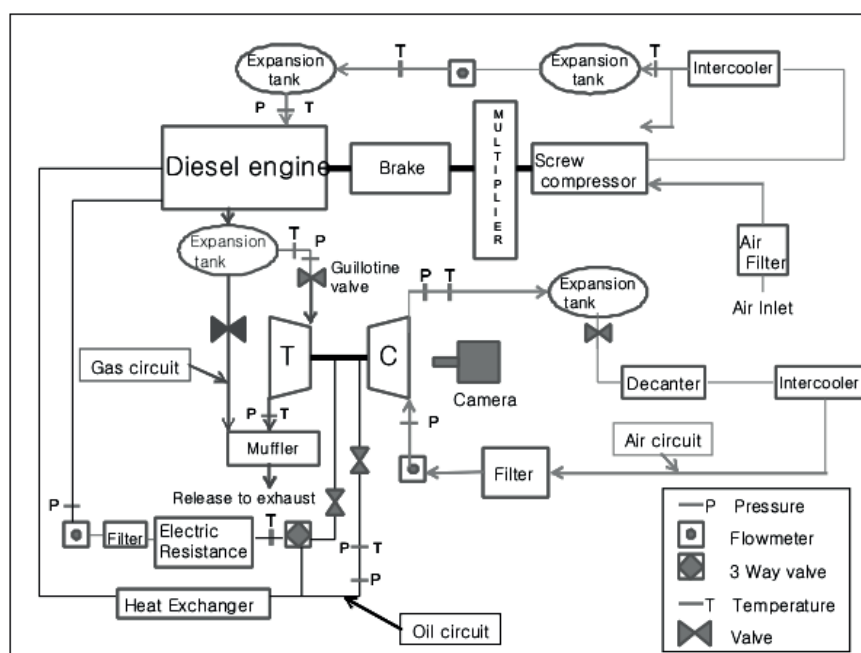 Expansion
tank
T
Expansion
tank
T
Intercooler
P
T
Diesel engine
Brake
MULTIPLIER
Screw
compressor
Expansion
tank
T
P
Guillotine
valve
P
T
Expansion
tank
Air
Filter
Air Inlet
T
C
Gas circuit
Camera
Decanter
Intercooler
P
T
P
Muffler
Air circuit
Filter
Release to exhaust
P
T
Filter
Electric
Resistance
P
T
P
Heat Exchanger
Oil circuit
P Pressure
Flowmeter
3 Way valve
T Temperature
Valve